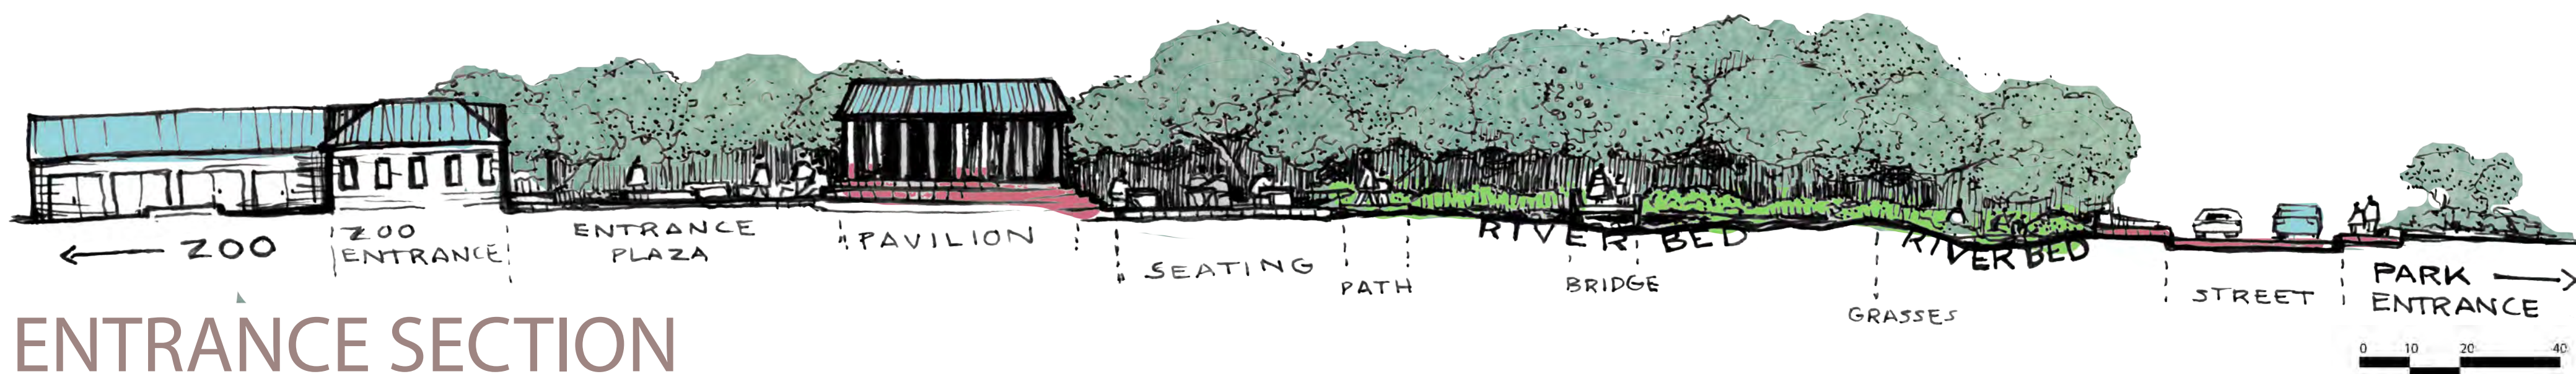 ← ZOO
ZOO
ENTRANCE
ENTRANCE
PLAZA
PAVILION
SEATING
PATH
RIVER BED
BRIDGE
GRASSES
RIVER BED
STREET
PARK →
ENTRANCE
ENTRANCE SECTION
0 10 20 40